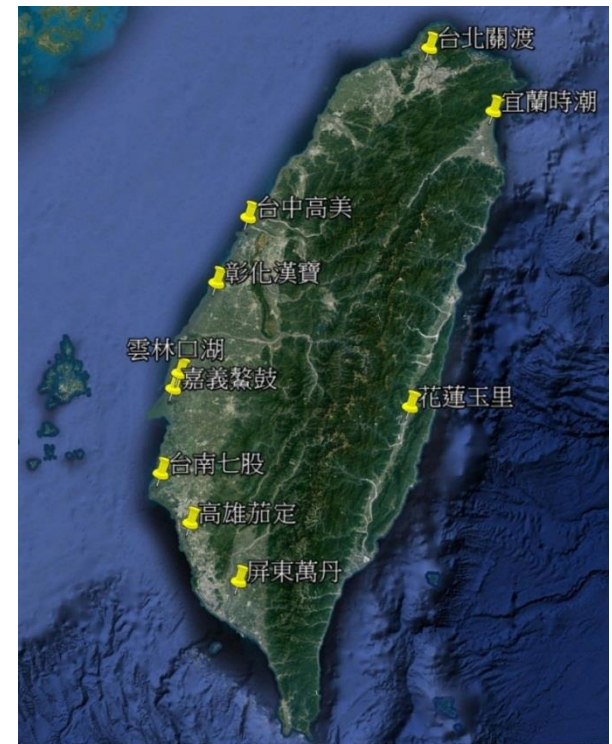 台北關渡
宜蘭時潮
台中高美
彰化漢寶
雲林口湖
嘉義鰲鼓
花蓮玉里
台南七股
高雄茄定
屏東萬丹